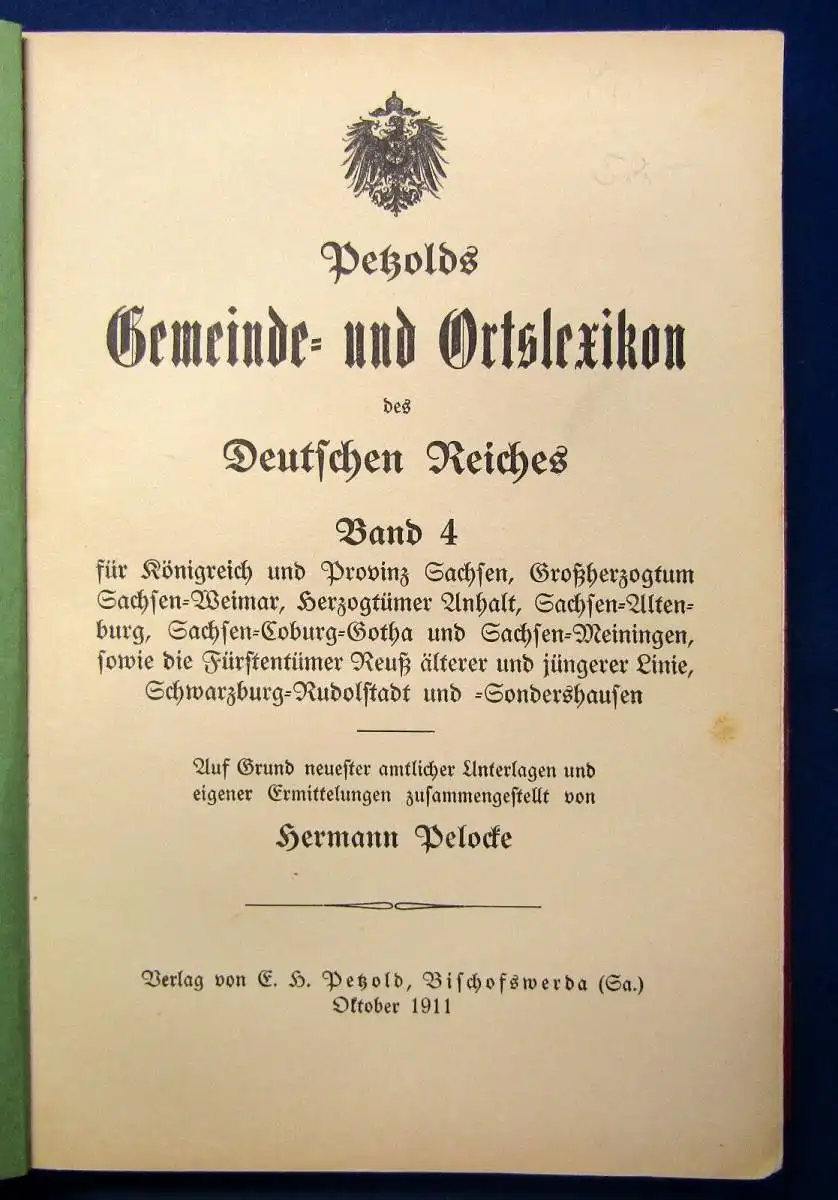 Petzolds
Gemeinde- und Ortslexikon
des
Deutschen Reiches
Band 4
für Königreich und Provinz Sachsen, Großherzogtum
Sachsen-Weimar, Herzogtümer Anhalt, Sachsen-Alten-
burg, Sachsen-Coburg-Gotha und Sachsen-Meiningen,
sowie die Fürstentümer Reuß älterer und jüngerer Linie,
Schwarzburg-Rudolstadt und -Sondershausen
Auf Grund neuester amtlicher Unterlagen und
eigener Ermittelungen zusammengestellt von
Hermann Pelocke
Verlag von E. H. Petzold, Bischofswerda (Sa.)
Oktober 1911